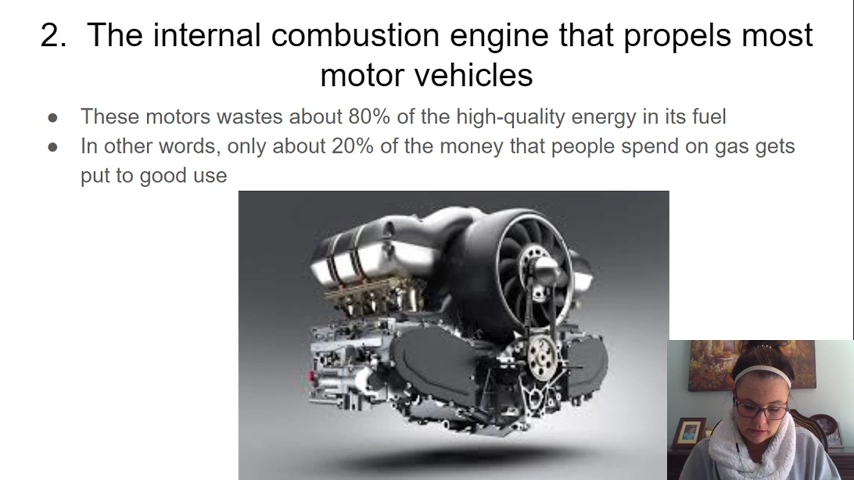 2. The internal combustion engine that propels most
motor vehicles
● These motors wastes about 80% of the high-quality energy in its fuel
● In other words, only about 20% of the money that people spend on gas gets
put to good use